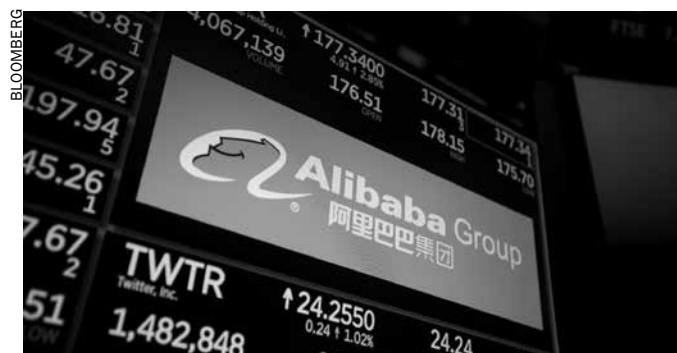 BLOOMBERG
4,067,139
VOLUME
↑177.3400
4.91 ↑ 2.85%
176.51
OPEN
177.31
178.15
177.34
1
175.70
47.67
2
197.94
5
45.26
1
Alibaba Group
®
阿里巴巴集团
7.67
2
51
LOW
TWTR
Twitter, Inc.
1,482,848
↑24.2550
0.24 ↑ 1.02%
24.24
FTSE